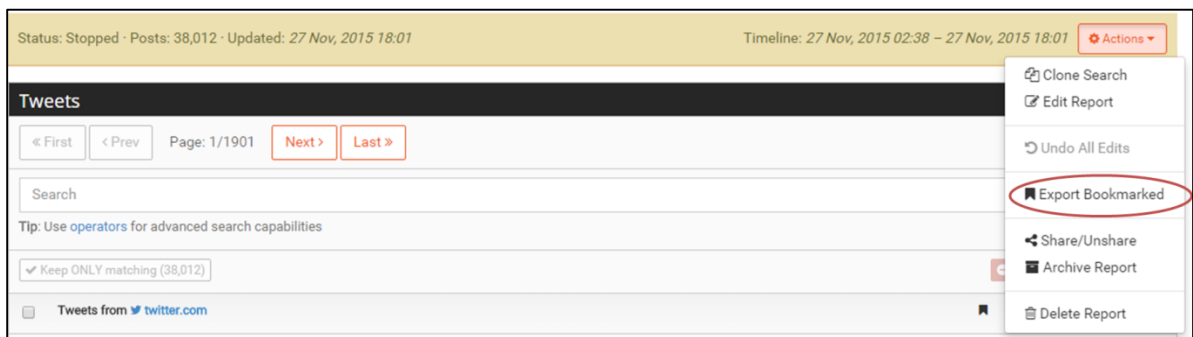 Status: Stopped · Posts: 38,012 · Updated: 27 Nov, 2015 18:01
Timeline: 27 Nov, 2015 02:38 – 27 Nov, 2015 18:01
Actions
Clone Search
Edit Report
Undo All Edits
Export Bookmarked
Share/Unshare
Archive Report
Delete Report
Tweets
« First
‹ Prev
Page: 1/1901
Next ›
Last »
Search
Tip: Use operators for advanced search capabilities
Keep ONLY matching (38,012)
Tweets from twitter.com